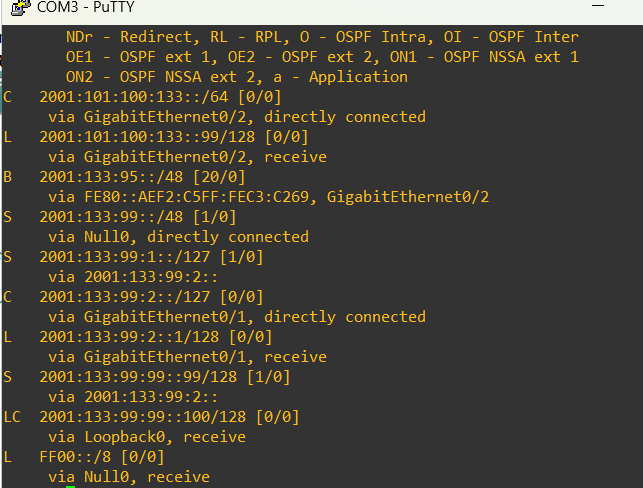 COM3 - PuTTY
NDr - Redirect, RL - RPL, O - OSPF Intra, OI - OSPF Inter
OE1 - OSPF ext 1, OE2 - OSPF ext 2, ON1 - OSPF NSSA ext 1
ON2 - OSPF NSSA ext 2, a - Application
C   2001:101:100:133::/64 [0/0]
     via GigabitEthernet0/2, directly connected
L   2001:101:100:133::99/128 [0/0]
     via GigabitEthernet0/2, receive
B   2001:133:95::/48 [20/0]
     via FE80::AEF2:C5FF:FEC3:C269, GigabitEthernet0/2
S   2001:133:99::/48 [1/0]
     via Null0, directly connected
S   2001:133:99:1::/127 [1/0]
     via 2001:133:99:2::
C   2001:133:99:2::/127 [0/0]
     via GigabitEthernet0/1, directly connected
L   2001:133:99:2::1/128 [0/0]
     via GigabitEthernet0/1, receive
S   2001:133:99:99::99/128 [1/0]
     via 2001:133:99:2::
LC  2001:133:99:99::100/128 [0/0]
     via Loopback0, receive
L   FF00::/8 [0/0]
     via Null0, receive